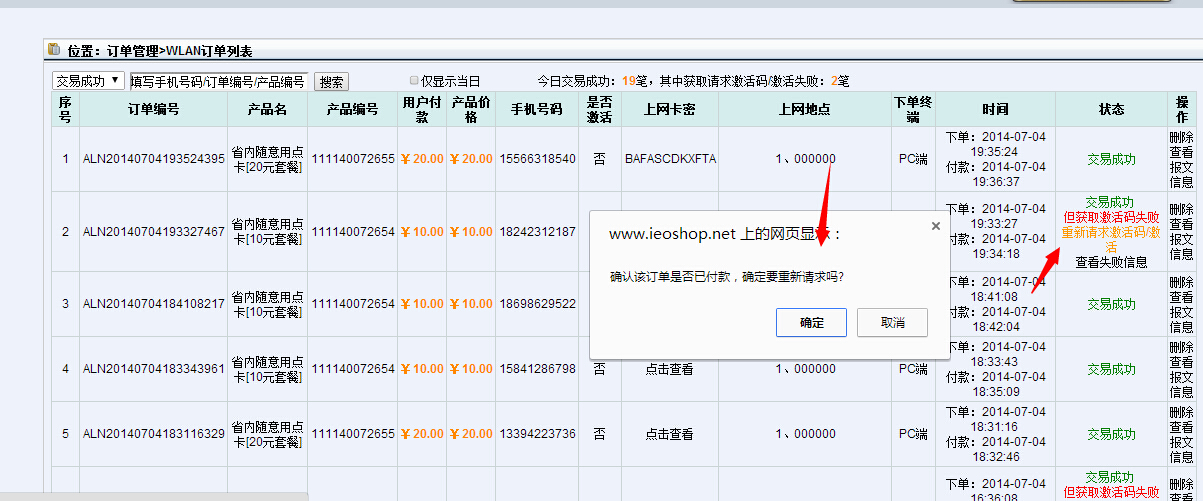 位置：订单管理>WLAN订单列表
交易成功 填写手机号码/订单编号/产品编号 搜索 仅显示当日 今日交易成功：19笔，其中获取请求激活码/激活失败：2笔
序号 订单编号 产品名 产品编号 用户付款 产品价格 手机号码 是否激活 上网卡密 上网地点 下单终端 时间 状态 操作
1 ALN20140704193524395 省内随意用点卡[20元套餐] 111140072655 ￥20.00 ￥20.00 15566318540 否 BAFASCDKXFTA 1、000000 PC端 下单：2014-07-04 19:35:24 付款：2014-07-04 19:36:37 交易成功 删除 查看 报文 信息
2 ALN20140704193327467 省内随意用点卡[10元套餐] 111140072654 ￥10.00 ￥10.00 18242312187 下单：2014-07-04 19:33:27 付款：2014-07-04 19:34:18 交易成功 但获取激活码失败 重新请求激活码/激活 查看失败信息 删除 查看 报文 信息
www.ieoshop.net 上的网页显示：
确认该订单是否已付款，确定要重新请求吗?
确定 取消
3 ALN20140704184108217 省内随意用点卡[10元套餐] 111140072654 ￥10.00 ￥10.00 18698629522 下单：2014-07-04 18:41:08 付款：2014-07-04 18:42:04 交易成功 删除 查看 报文 信息
4 ALN20140704183343961 省内随意用点卡[10元套餐] 111140072654 ￥10.00 ￥10.00 15841286798 否 点击查看 1、000000 PC端 下单：2014-07-04 18:33:43 付款：2014-07-04 18:35:09 交易成功 删除 查看 报文 信息
5 ALN20140704183116329 省内随意用点卡[20元套餐] 111140072655 ￥20.00 ￥20.00 13394223736 否 点击查看 1、000000 PC端 下单：2014-07-04 18:31:16 付款：2014-07-04 18:32:46 交易成功 删除 查看 报文 信息
下单：2014-07-04 16:36:08 交易成功 但获取激活码失败 删除 查看